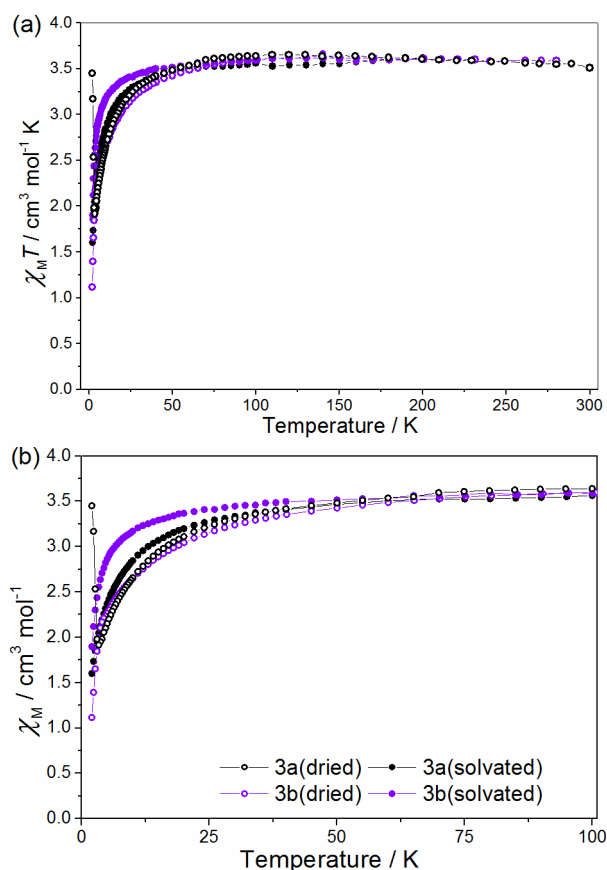 (a)
4.0
3.5
3.0
2.5
2.0
1.5
1.0
0.5
0.0
χM T / cm3 mol-1 K
0 50 100 150 200 250 300
Temperature / K
(b)
4.0
3.5
3.0
2.5
2.0
1.5
1.0
0.5
0.0
χM / cm3 mol-1
3a(dried) 3a(solvated)
3b(dried) 3b(solvated)
0 25 50 75 100
Temperature / K